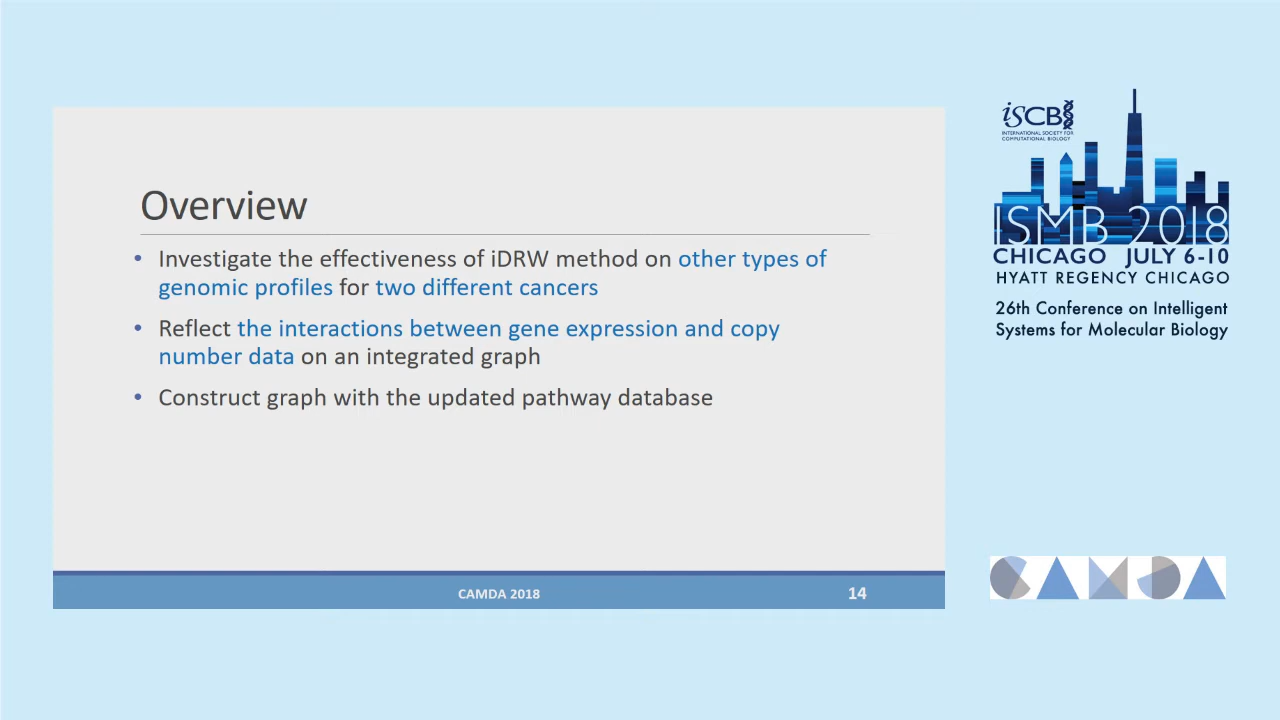 Overview
• Investigate the effectiveness of iDRW method on other types of
genomic profiles for two different cancers
• Reflect the interactions between gene expression and copy
number data on an integrated graph
• Construct graph with the updated pathway database
CAMDA 2018
14
iSCB
INTERNATIONAL SOCIETY FOR
COMPUTATIONAL BIOLOGY
ISMB 2018
CHICAGO JULY 6-10
HYATT REGENCY CHICAGO
26th Conference on Intelligent
Systems for Molecular Biology
CAMDA